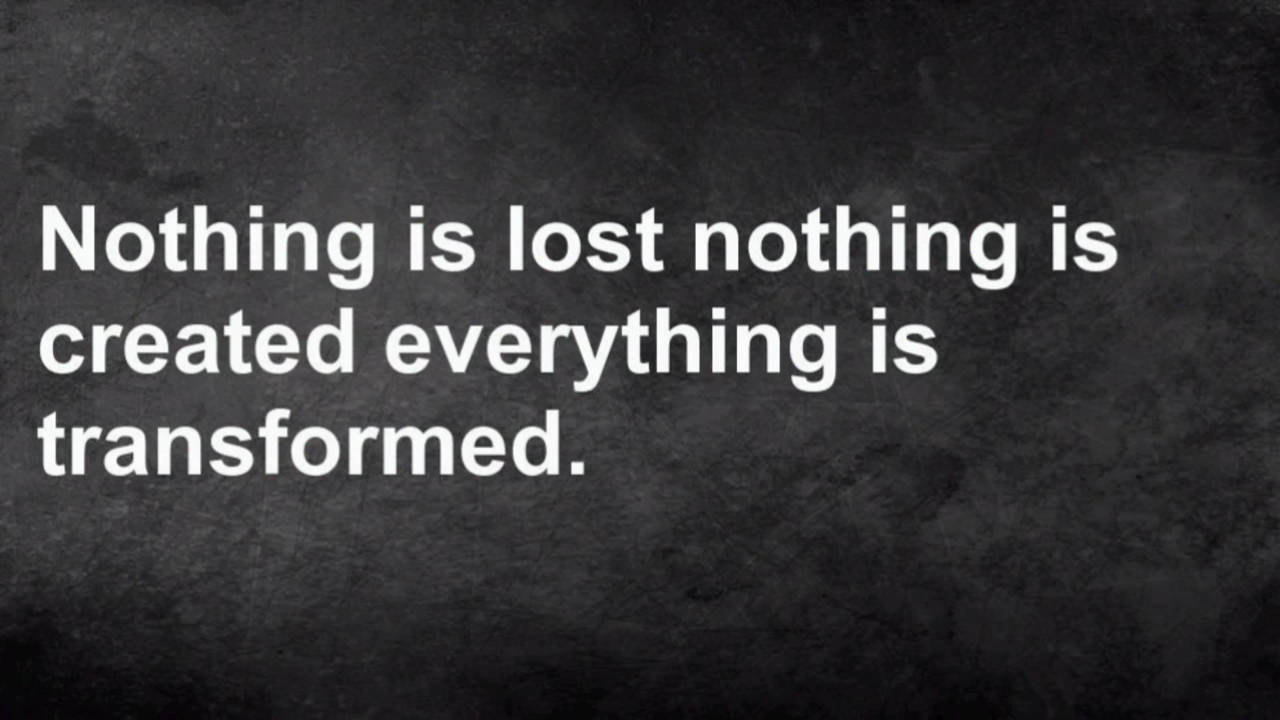 Nothing is lost nothing is
created everything is
transformed.